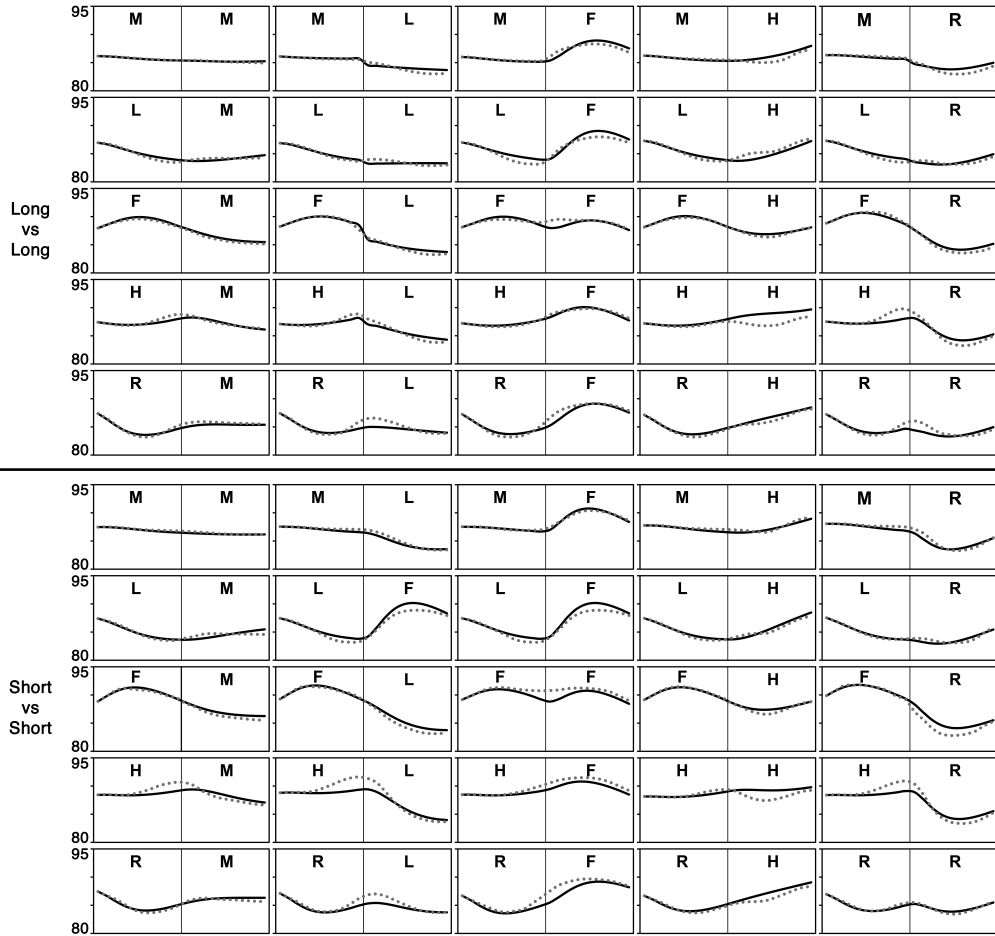 95 M M M L M F M H M R
80
95 L M L L L F L H L R
80
Long
vs
Long
95 F M F L F F F H F R
80
95 H M H L H F H H H R
80
95 R M R L R F R H R R
80
95 M M M L M F M H M R
80
95 L M L F L F L H L R
80
Short
vs
Short
95 F M F L F F F H F R
80
95 H M H L H F H H H R
80
95 R M R L R F R H R R
80